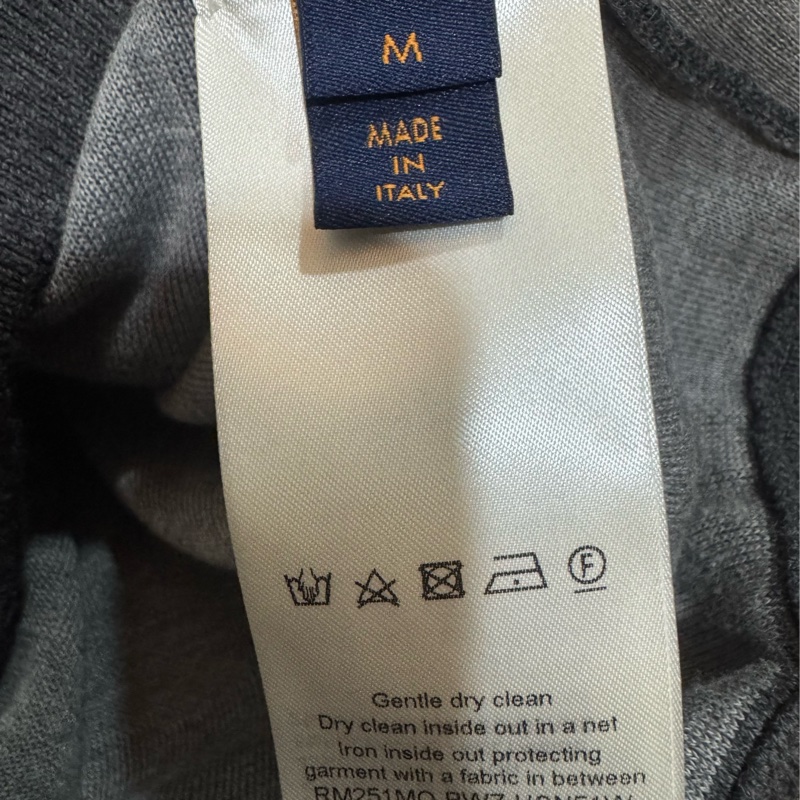 M
MADE
IN
ITALY
F
Gentle dry clean
Dry clean inside out in a net
Iron inside out protecting
garment with a fabric in between